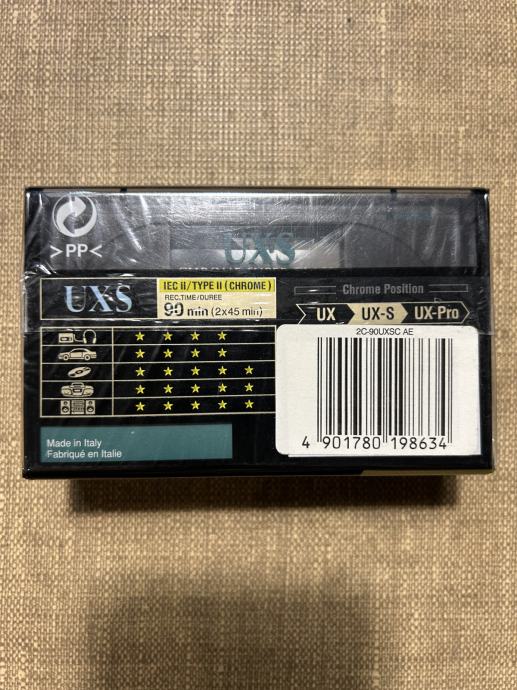 >PP<
UX-S
UX-S
IEC II/TYPE II (CHROME)
REC.TIME/DUREE
90 min (2x45 min)
Chrome Position
UX UX-S UX-Pro
2C-90UXSC AE
4 901780 198634
Made in Italy
Fabriqué en Italie